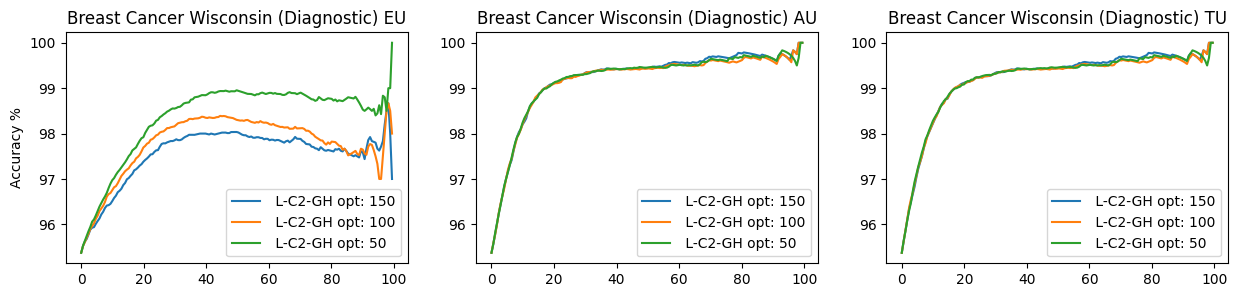 Breast Cancer Wisconsin (Diagnostic) EU
Accuracy %
100
99
98
97
96
0 20 40 60 80 100
L-C2-GH opt: 150
L-C2-GH opt: 100
L-C2-GH opt: 50
Breast Cancer Wisconsin (Diagnostic) AU
100
99
98
97
96
0 20 40 60 80 100
L-C2-GH opt: 150
L-C2-GH opt: 100
L-C2-GH opt: 50
Breast Cancer Wisconsin (Diagnostic) TU
100
99
98
97
96
0 20 40 60 80 100
L-C2-GH opt: 150
L-C2-GH opt: 100
L-C2-GH opt: 50